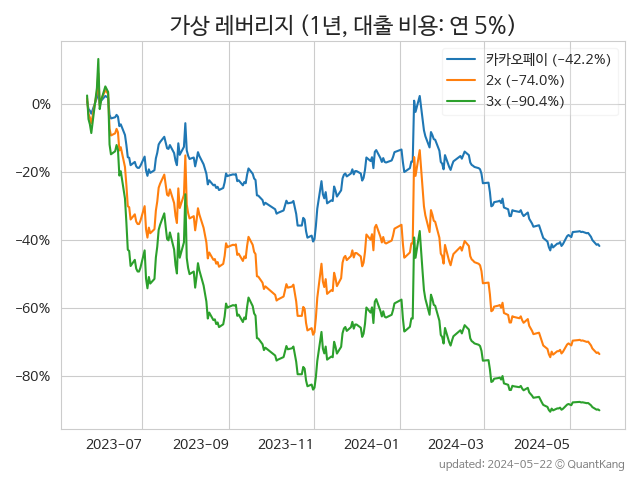 가상 레버리지 (1년, 대출 비용: 연 5%)
카카오페이 (−42.2%)
2x (−74.0%)
3x (−90.4%)
0%
−20%
−40%
−60%
−80%
2023-07 2023-09 2023-11 2024-01 2024-03 2024-05
updated: 2024-05-22 © QuantKang